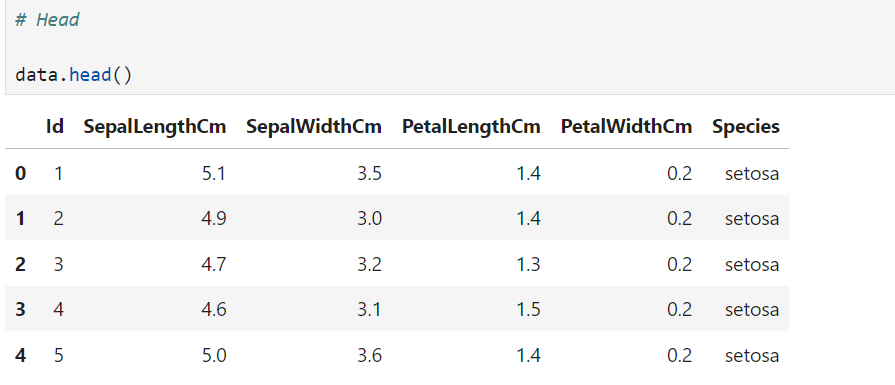 # Head
data.head()
Id SepalLengthCm SepalWidthCm PetalLengthCm PetalWidthCm Species
0 1 5.1 3.5 1.4 0.2 setosa
1 2 4.9 3.0 1.4 0.2 setosa
2 3 4.7 3.2 1.3 0.2 setosa
3 4 4.6 3.1 1.5 0.2 setosa
4 5 5.0 3.6 1.4 0.2 setosa